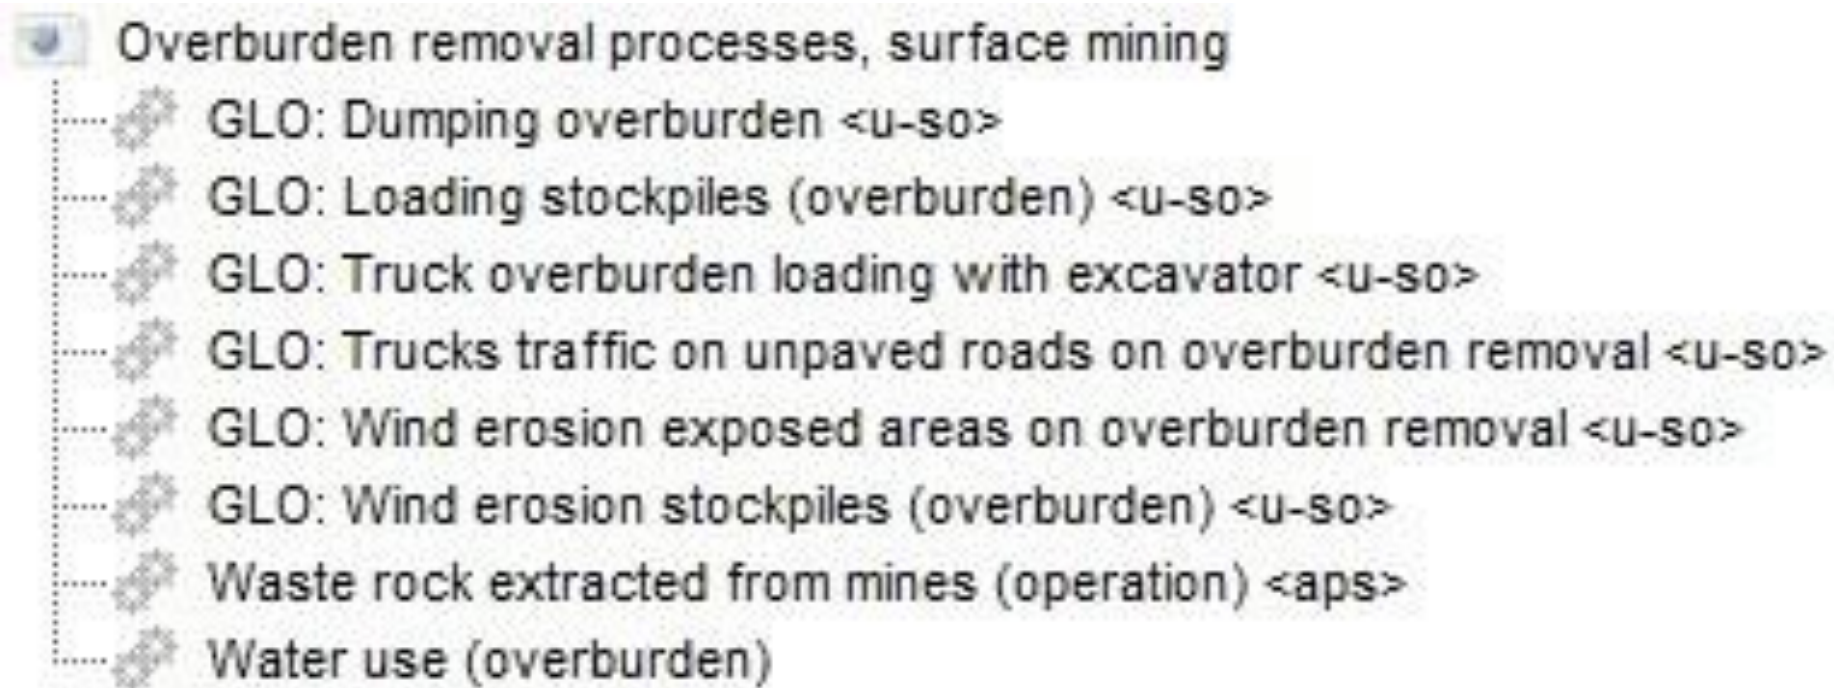 Overburden removal processes, surface mining
GLO: Dumping overburden <u-so>
GLO: Loading stockpiles (overburden) <u-so>
GLO: Truck overburden loading with excavator <u-so>
GLO: Trucks traffic on unpaved roads on overburden removal <u-so>
GLO: Wind erosion exposed areas on overburden removal <u-so>
GLO: Wind erosion stockpiles (overburden) <u-so>
Waste rock extracted from mines (operation) <aps>
Water use (overburden)